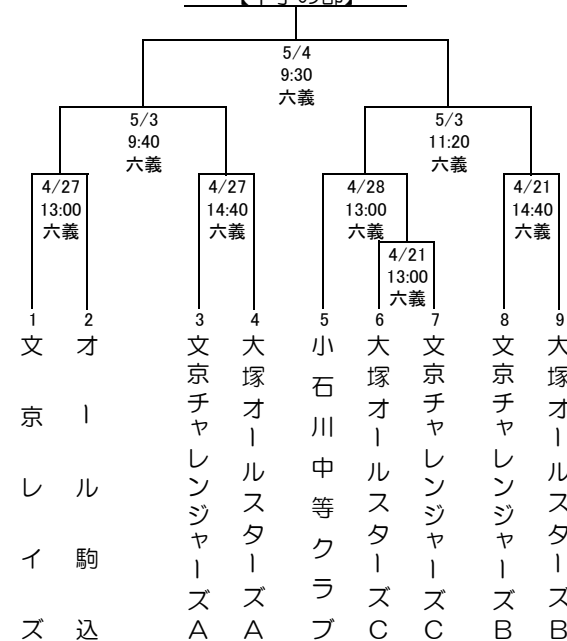 【中学の部】
5/4
9:30
六義
5/3
9:40
六義
5/3
11:20
六義
4/27
13:00
六義
4/27
14:40
六義
4/28
13:00
六義
4/21
14:40
六義
4/21
13:00
六義
1
文京レイズ
2
オール駒込
3
文京チャレンジャーズA
4
大塚オールスターズA
5
小石川中等クラブ
6
大塚オールスターズC
7
文京チャレンジャーズC
8
文京チャレンジャーズB
9
大塚オールスターズB